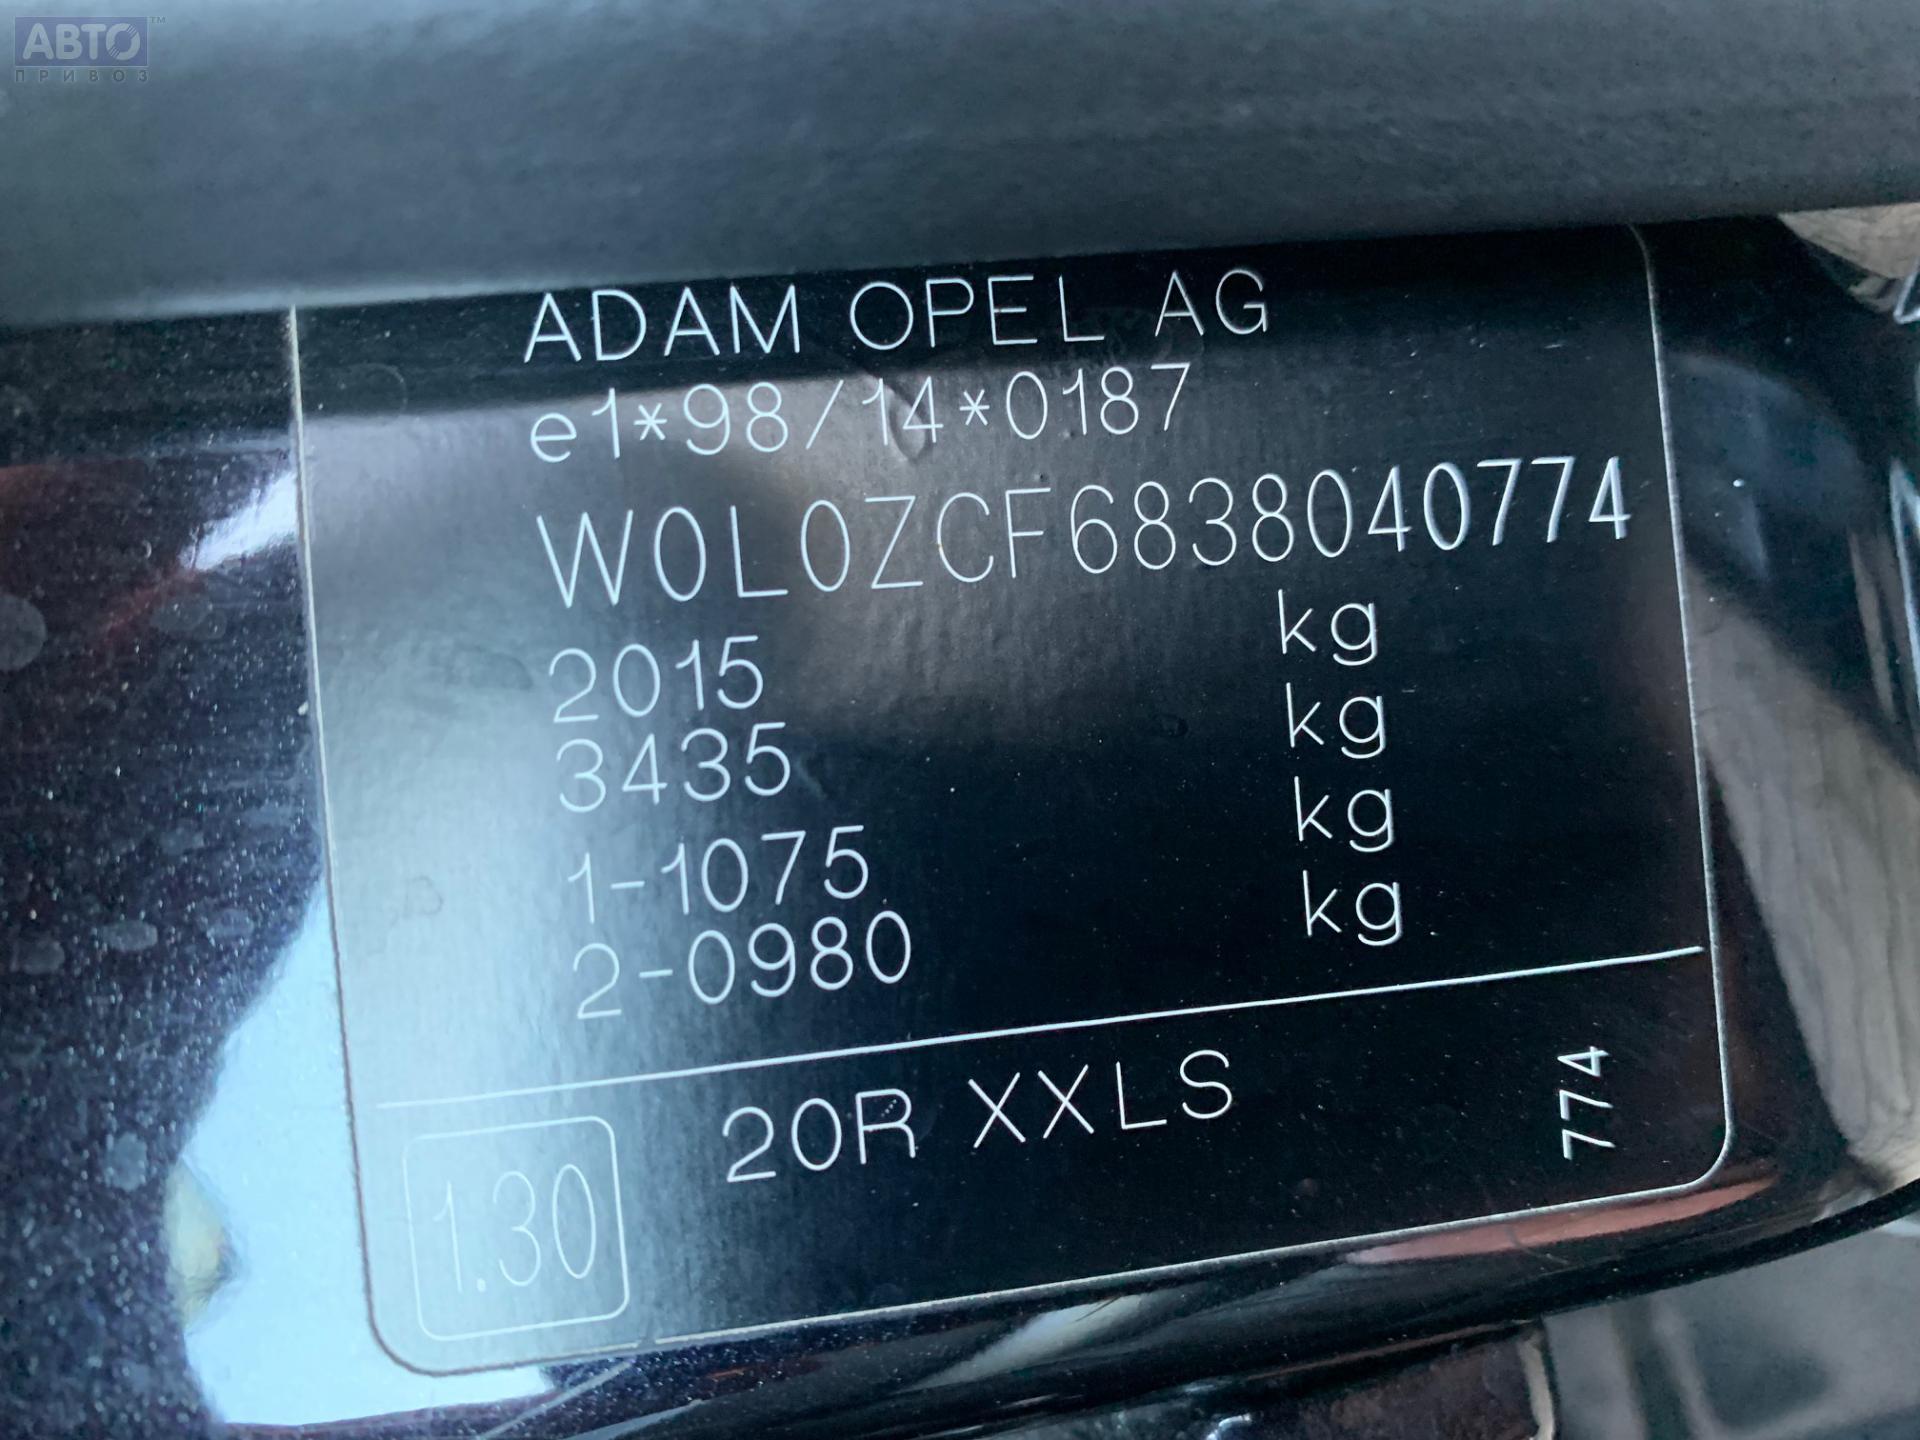 АВТО™
ПРИВОЗ
ADAM OPEL AG
e1*98/14*0187
W0L0ZCF6838040774
2015 kg
3435 kg
1-1075 kg
2-0980 kg
1.30 20R XXLS 774